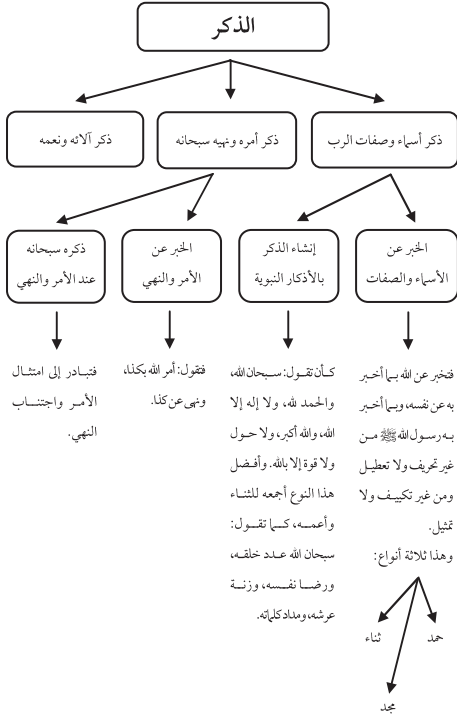 الذكر
ذكر أسماء وصفات الرب
ذكر أمره ونهيه سبحانه
ذكر آلائه ونعمه
الخبر عن
الأسماء والصفات
إنشاء الذكر
بالأذكار النبوية
الخبر عن
الأمر والنهي
ذكره سبحانه
عند الأمر والنهي
فتخبر عن الله بما أخبر
به عن نفسه، وبما أخبر
به رسول الله ﷺ من
غير تحريف ولا تعطيل
ومن غير تكييف ولا
تمثيل.
وهذا ثلاثة أنواع:
حمد
ثناء
مجد
كأن تقول: سبحان الله،
والحمد لله، ولا إله إلا
الله، والله أكبر، ولا حول
ولا قوة إلا بالله. وأفضل
هذا النوع أجمعه للثناء
وأعمه، كما تقول:
سبحان الله عدد خلقه،
ورضا نفسه، وزنة
عرشه، ومداد كلماته.
فتقول: أمر الله بكذا،
ونهى عن كذا.
فتبادر إلى امتثال
الأمر واجتناب
النهي.